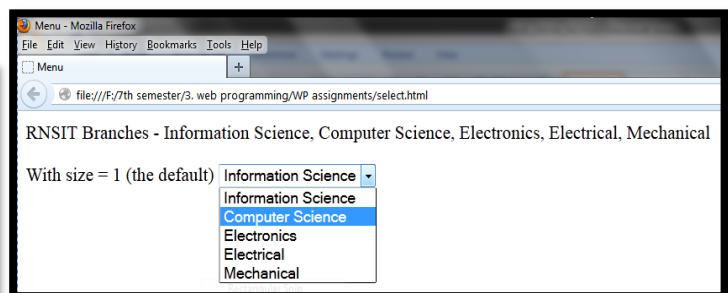 Menu - Mozilla Firefox
File Edit View History Bookmarks Tools Help
Menu +
file:///F:/7th semester/3. web programming/WP assignments/select.html
RNSIT Branches - Information Science, Computer Science, Electronics, Electrical, Mechanical
With size = 1 (the default) Information Science
Information Science
Computer Science
Electronics
Electrical
Mechanical
Rectangular Snip